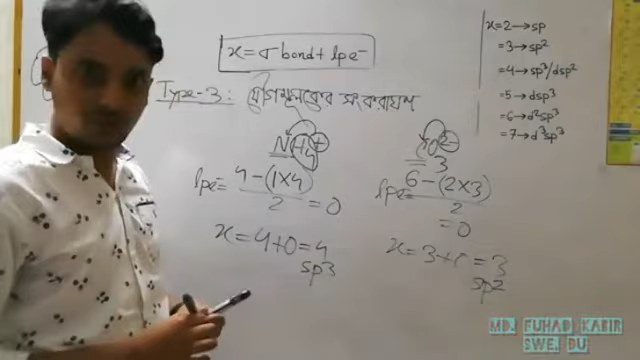 x = σ bond + lpe⁻
x = 2 → sp
= 3 → sp²
= 4 → sp³/dsp²
= 5 → dsp³
= 6 → d²sp³
= 7 → d³sp³
Type-3: যৌগমূলকের সংকরায়ণ
NH₄⁺
lpe = 4 − (1×4) / 2 = 0
x = 4 + 0 = 4
sp3
CO₃²⁻
lpe = 6 − (2×3) / 2
= 0
x = 3 + 0 = 3
sp2
MD. FUHAD KABIR
SWE, DU